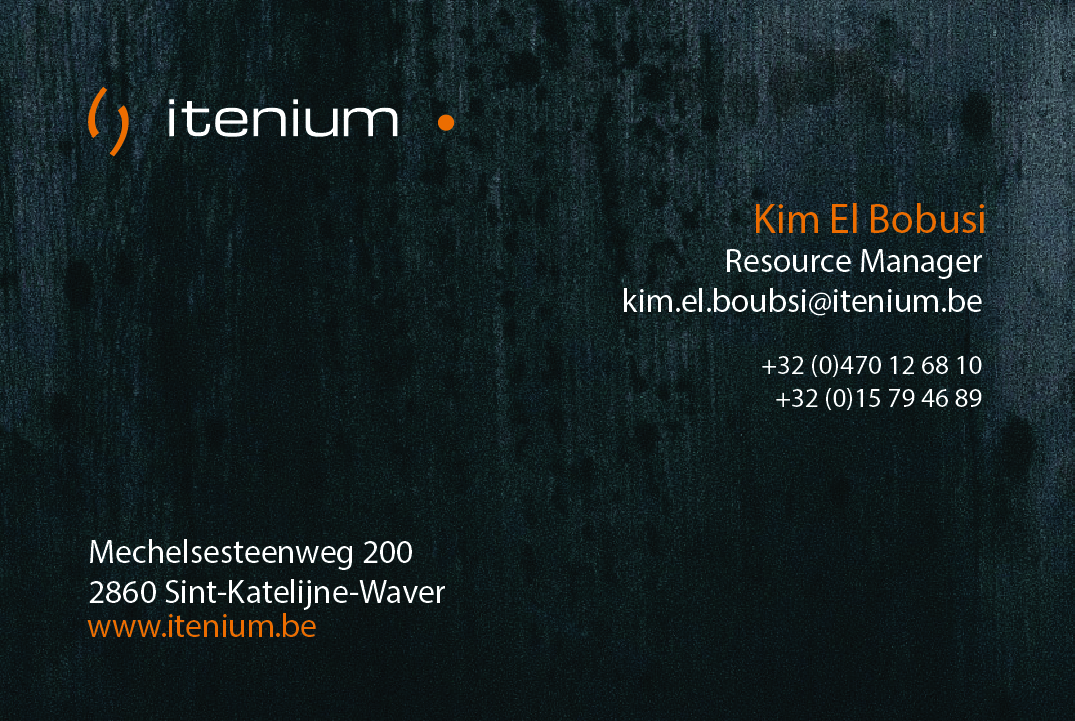 itenium
Kim El Bobusi
Resource Manager
kim.el.boubsi@itenium.be
+32 (0)470 12 68 10
+32 (0)15 79 46 89
Mechelsesteenweg 200
2860 Sint-Katelijne-Waver
www.itenium.be